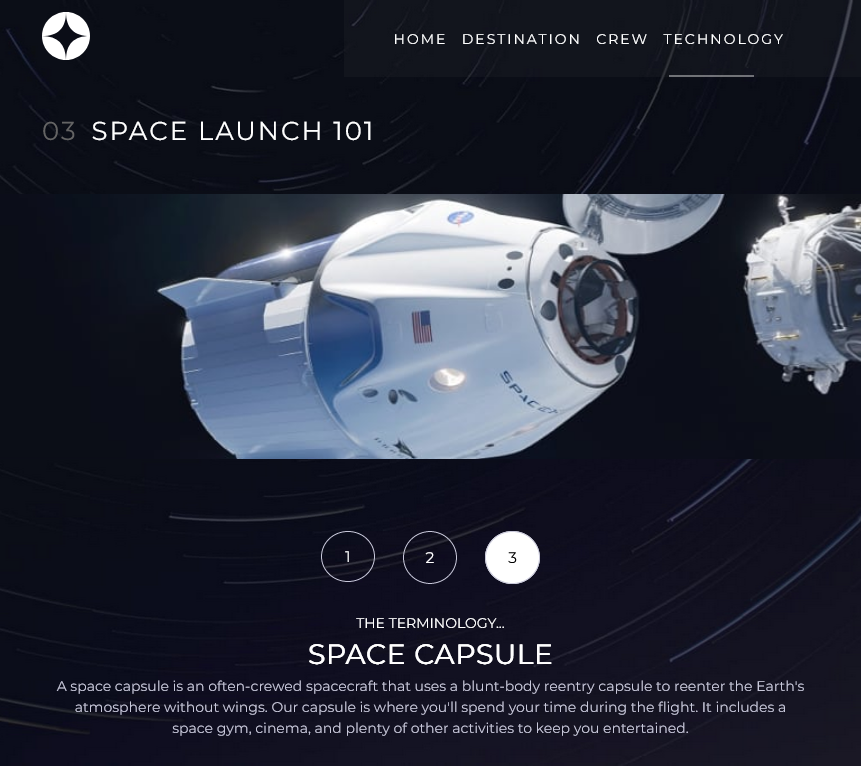 HOME DESTINATION CREW TECHNOLOGY
03 SPACE LAUNCH 101
SPACEX
1 2 3
THE TERMINOLOGY...
SPACE CAPSULE
A space capsule is an often-crewed spacecraft that uses a blunt-body reentry capsule to reenter the Earth's
atmosphere without wings. Our capsule is where you'll spend your time during the flight. It includes a
space gym, cinema, and plenty of other activities to keep you entertained.